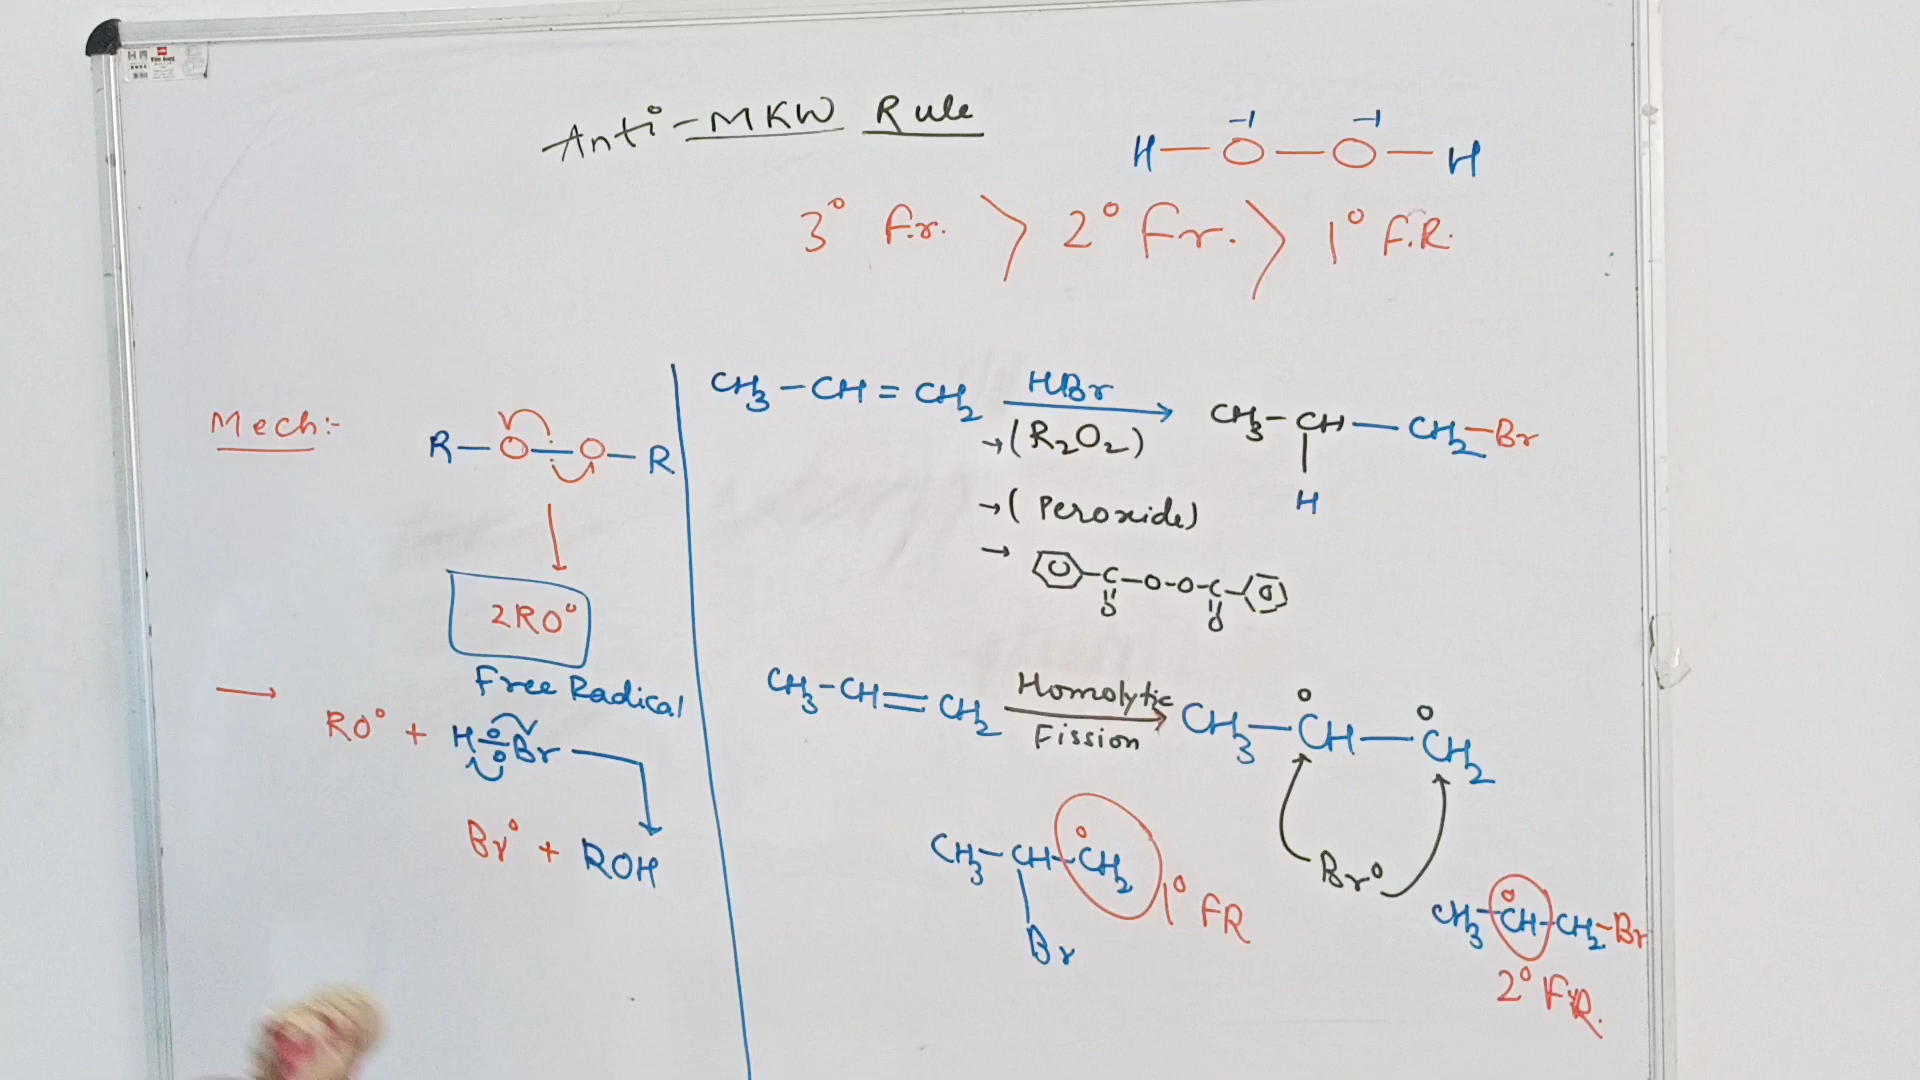 Anti-MKW Rule
-1 -1
H-O-O-H
3° F.r. > 2° F.r. > 1° F.R.
Mech:-
R-O-O-R
2RO°
Free Radical
→ RO° + H-Br
Br° + ROH
CH3-CH=CH2 HBr → CH3-CH-CH2-Br
H
→(R2O2)
→(Peroxide)
→ C-O-O-C
O O
CH3-CH=CH2 Homolytic Fission → CH3-CH-CH2
Br°
CH3-CH-CH2 1° FR
Br
CH3-CH-CH2-Br
2° FR.